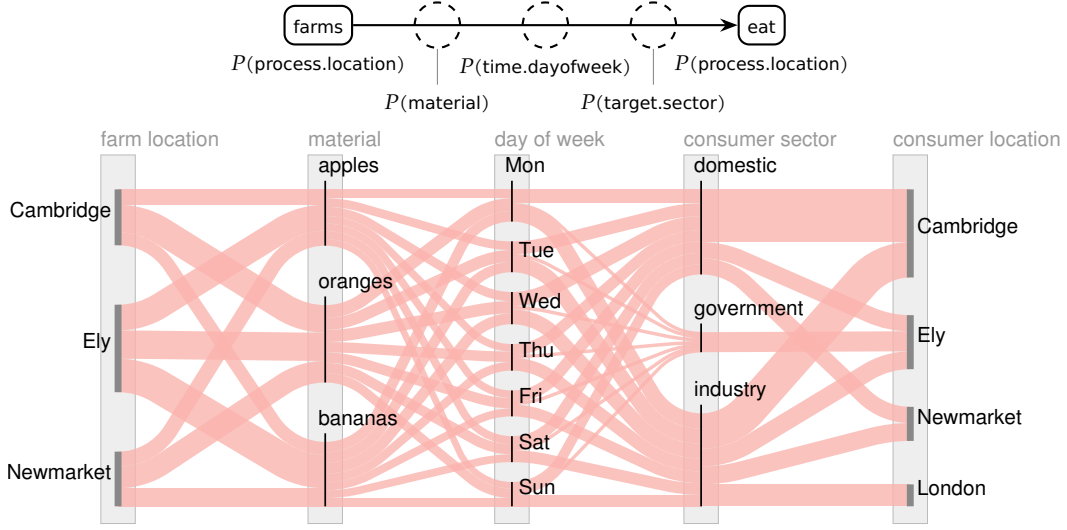 farms
eat
P(process.location)
P(time.dayofweek)
P(process.location)
P(material)
P(target.sector)
farm location
material
day of week
consumer sector
consumer location
apples
Mon
domestic
Cambridge
Cambridge
Tue
oranges
Wed
government
Ely
Ely
Thu
industry
Fri
bananas
Newmarket
Sat
Newmarket
Sun
London